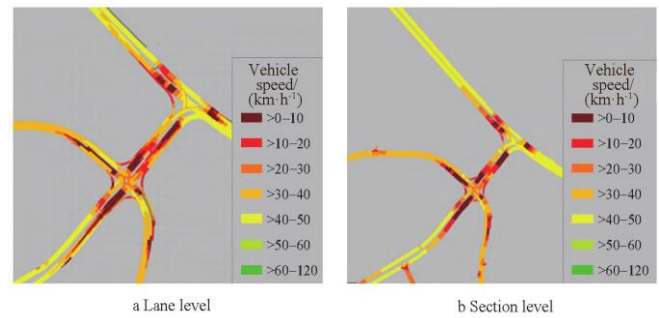 Vehicle
speed/
(km·h⁻¹)
>0–10
>10–20
>20–30
>30–40
>40–50
>50–60
>60–120
a Lane level
Vehicle
speed/
(km·h⁻¹)
>0–10
>10–20
>20–30
>30–40
>40–50
>50–60
>60–120
b Section level